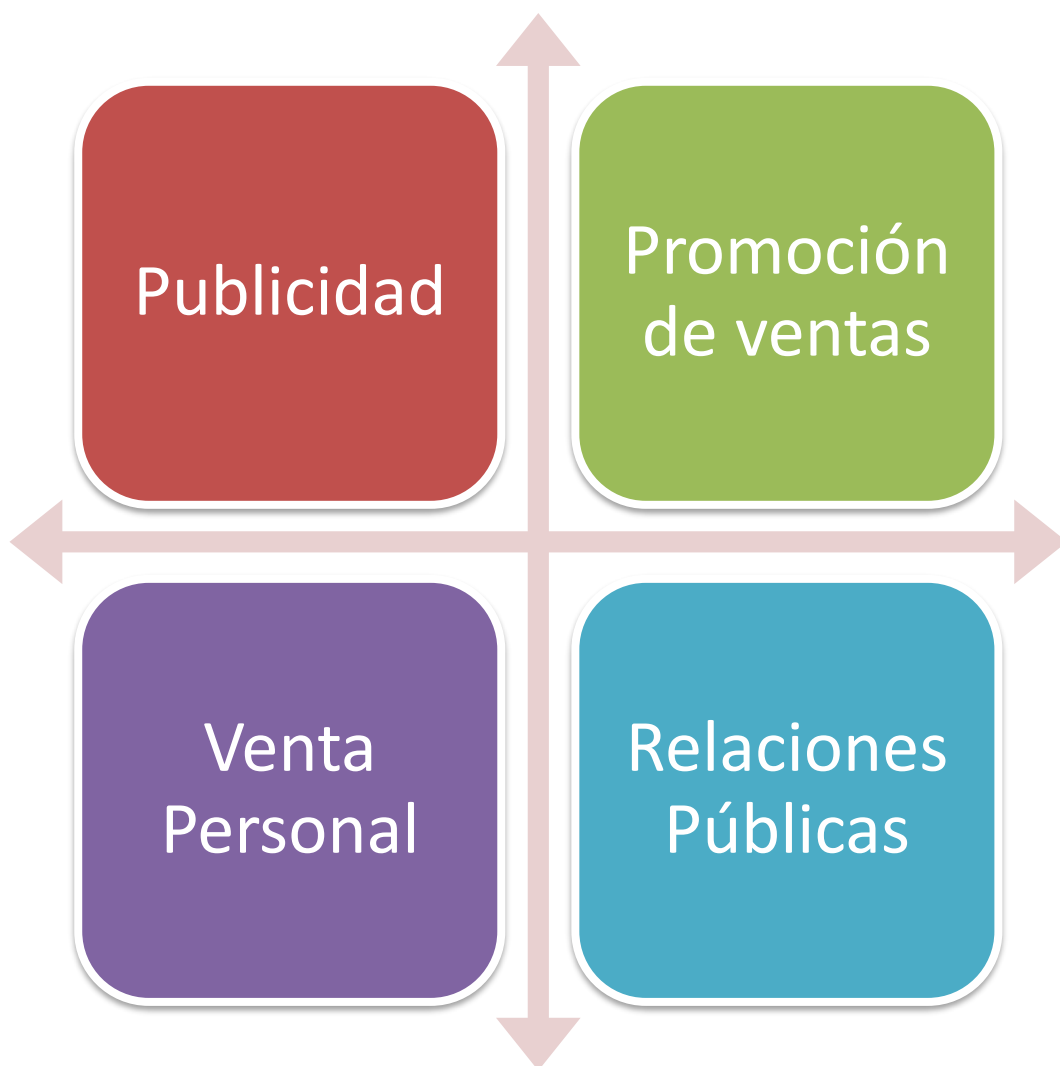 Publicidad
Promoción
de ventas
Venta
Personal
Relaciones
Públicas